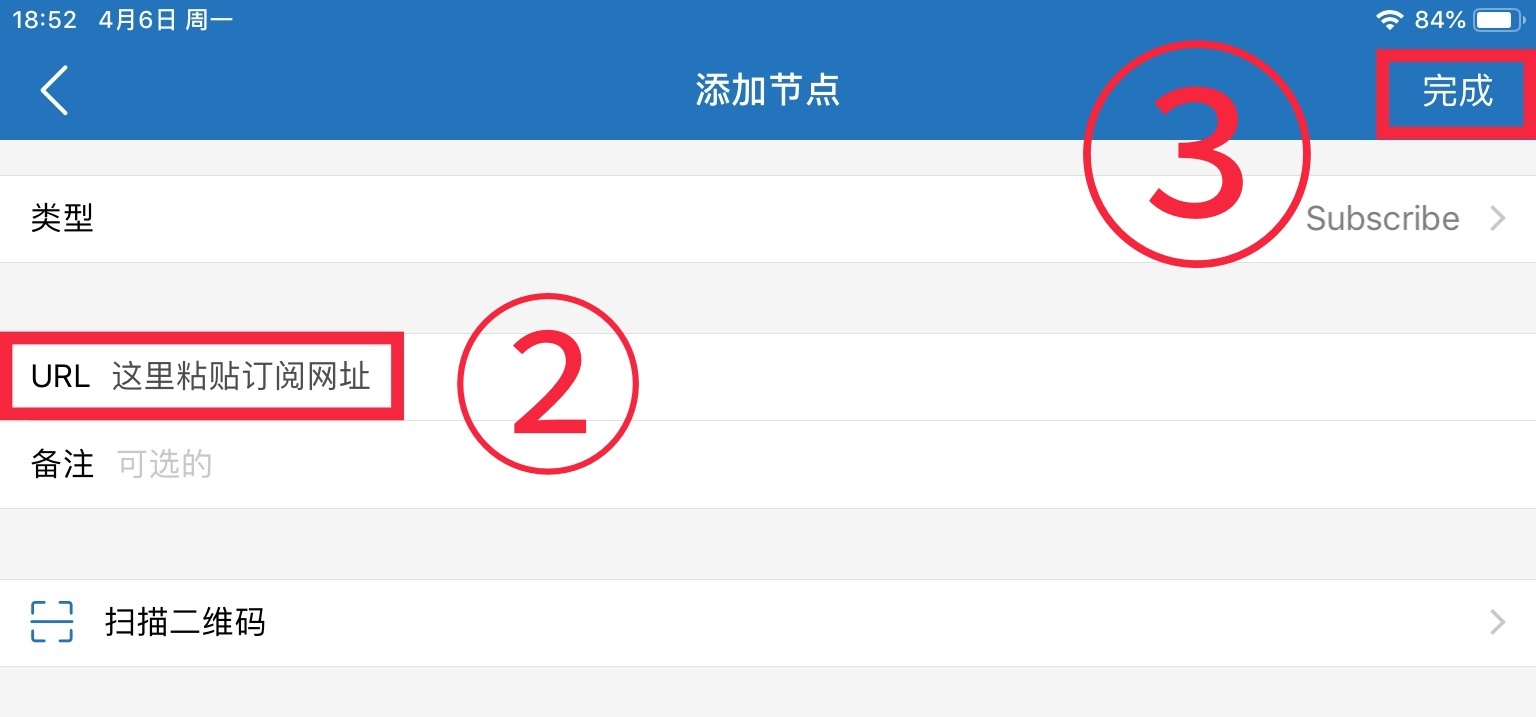 18:52 4月6日 周一 84%
添加节点 完成
3
类型 Subscribe
URL 这里粘贴订阅网址
2
备注 可选的
扫描二维码